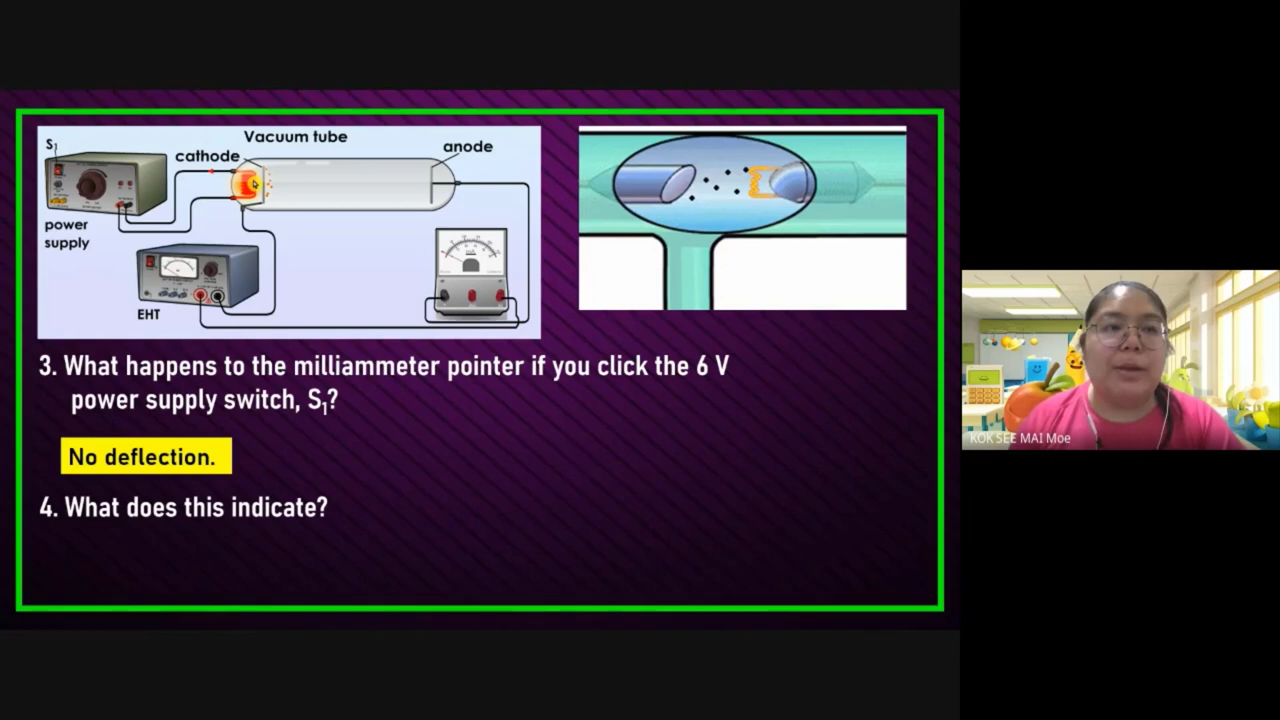 Vacuum tube
S1
cathode
anode
power
supply
EHT
mA
3. What happens to the milliammeter pointer if you click the 6 V
power supply switch, S1?
No deflection.
4. What does this indicate?
KOK SEE MAI Moe